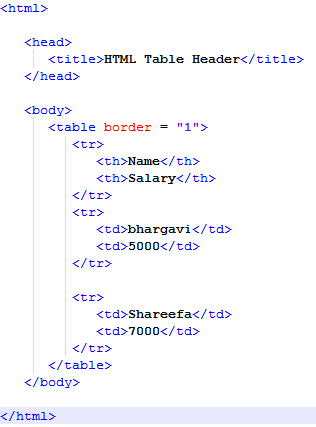 <html>
<head>
<title>HTML Table Header</title>
</head>
<body>
<table border = "1">
<tr>
<th>Name</th>
<th>Salary</th>
</tr>
<tr>
<td>bhargavi</td>
<td>5000</td>
</tr>
<tr>
<td>Shareefa</td>
<td>7000</td>
</tr>
</table>
</body>
</html>